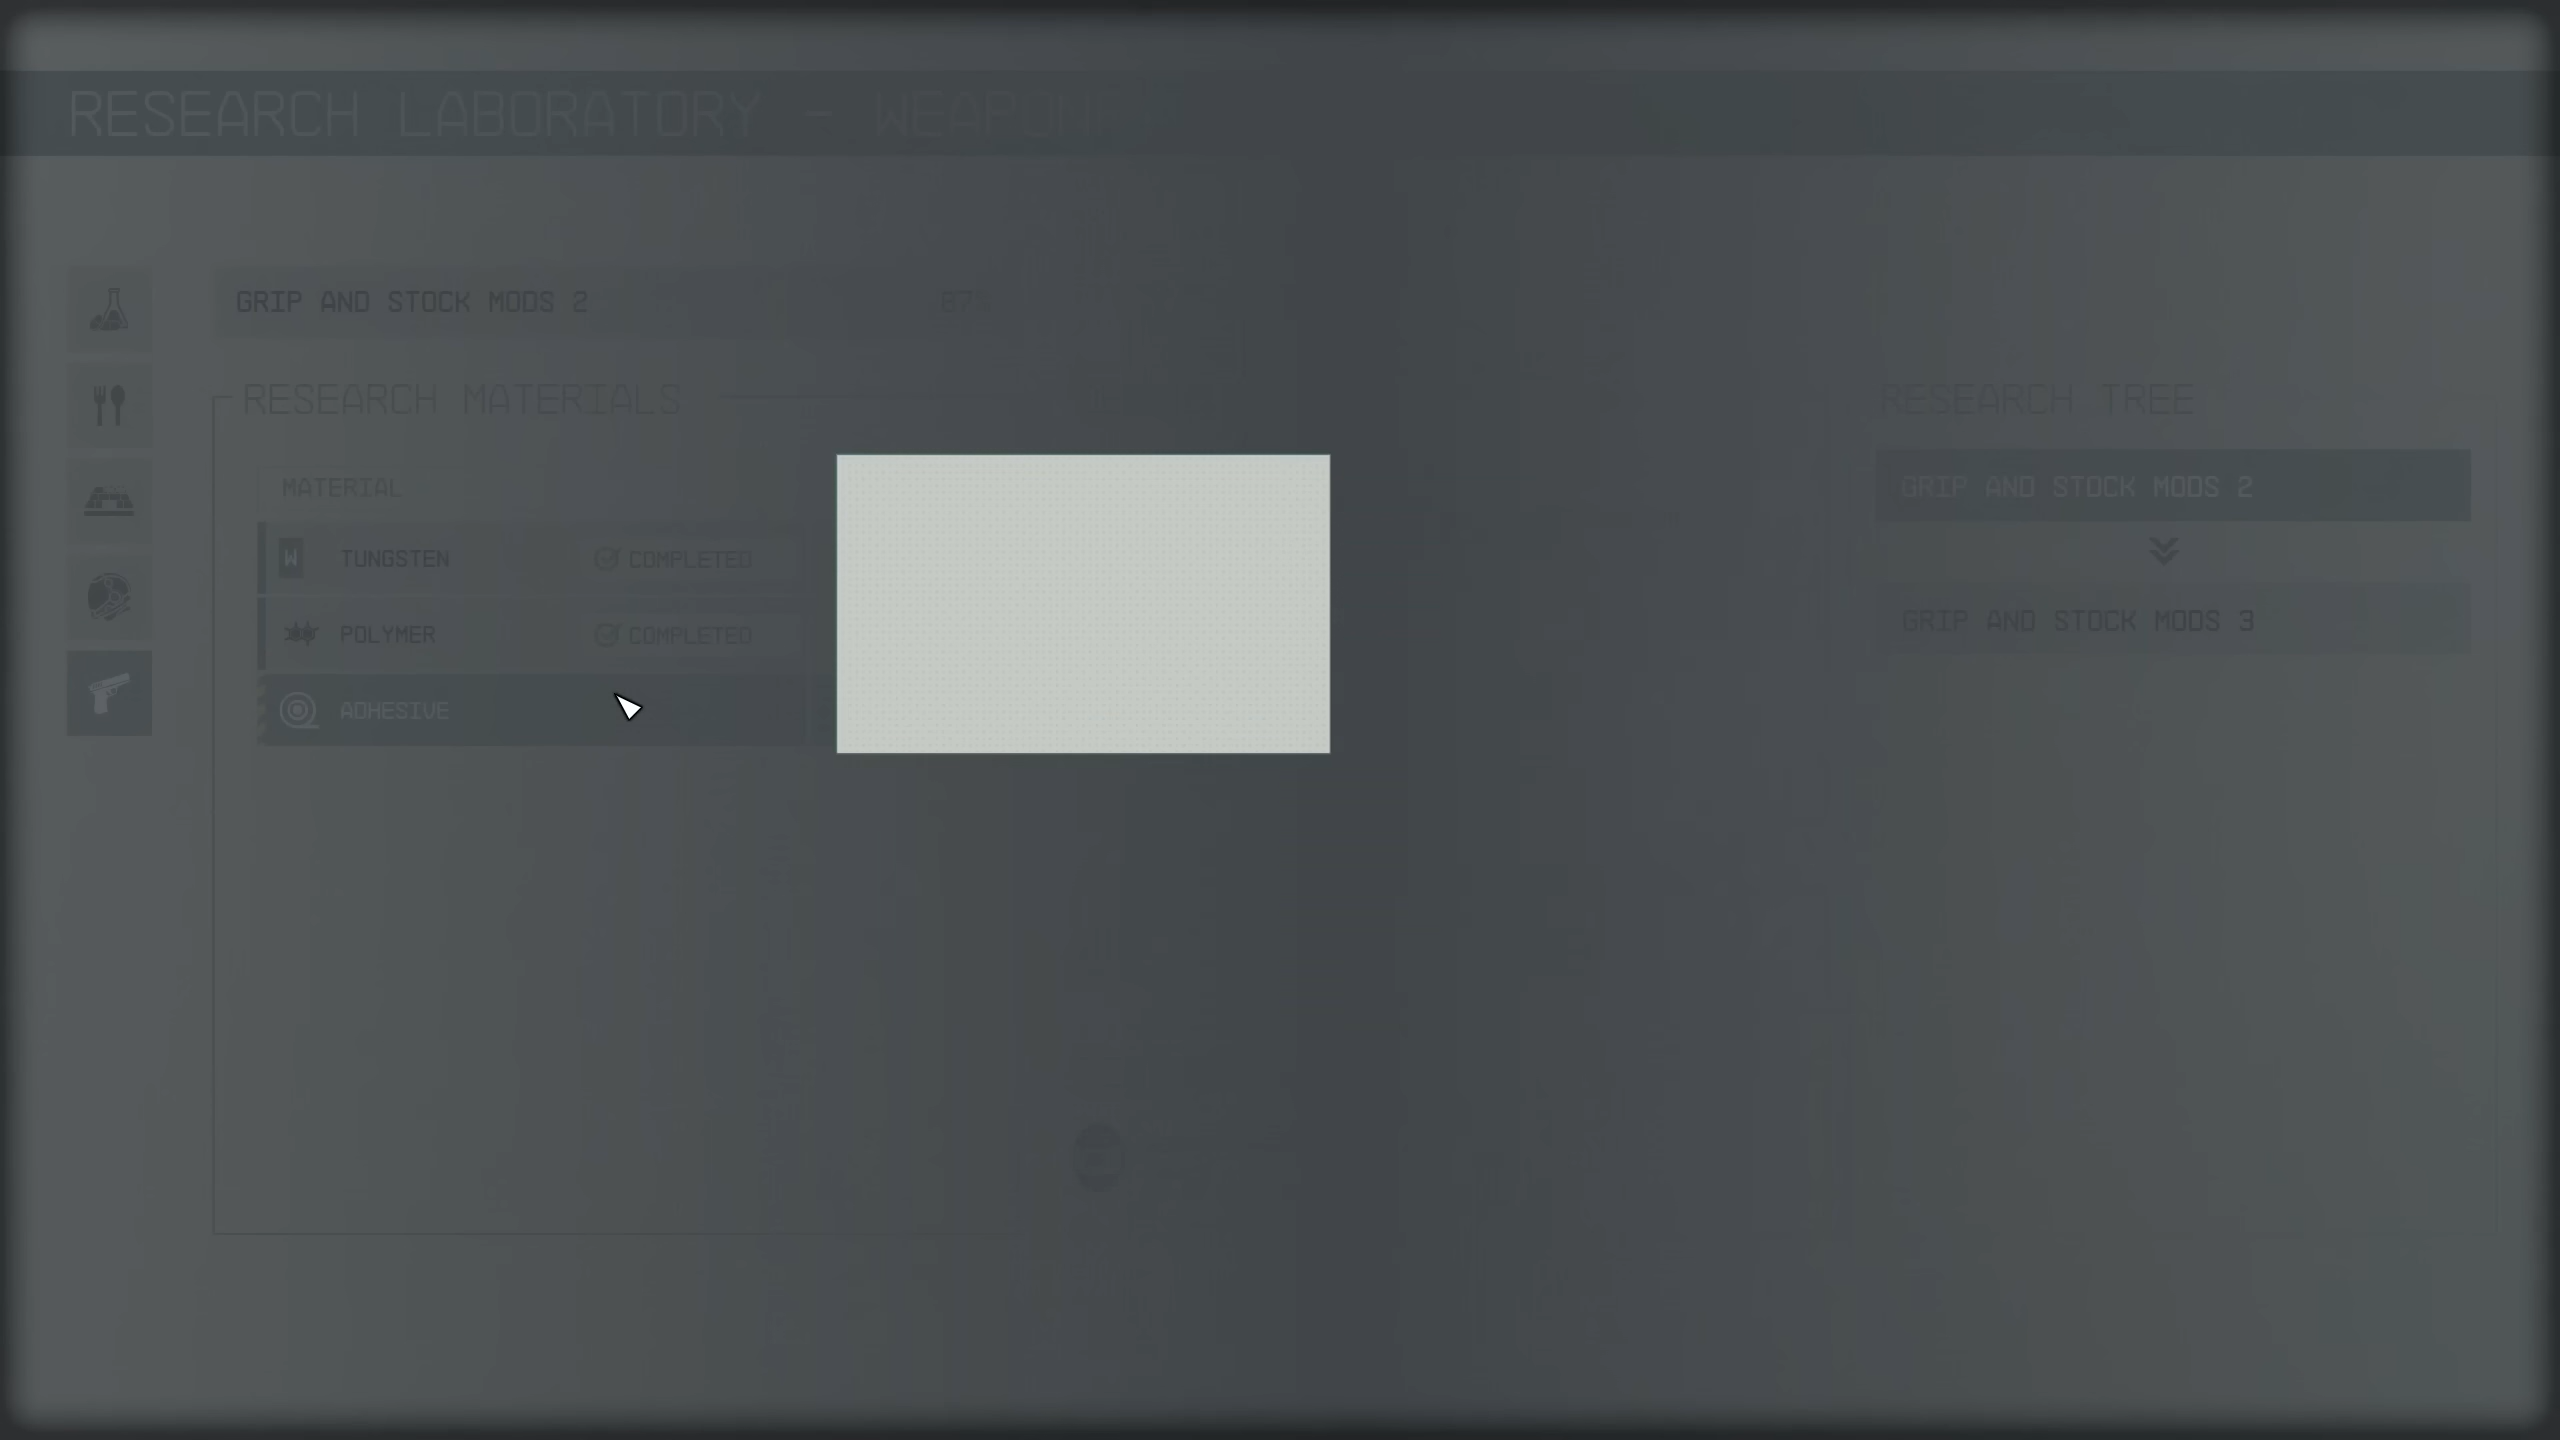 RESEARCH LABORATORY - WEAPONS
GRIP AND STOCK MODS 2
87
RESEARCH MATERIALS
MATERIAL
W TUNGSTEN COMPLETED
POLYMER COMPLETED
ADHESIVE
RESEARCH TREE
GRIP AND STOCK MODS 2
GRIP AND STOCK MODS 3